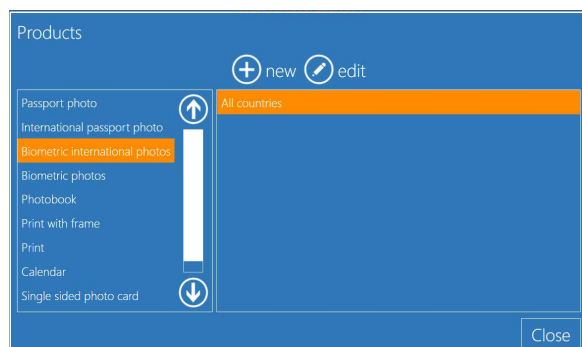 Products
new edit
Passport photo
International passport photo
Biometric international photos
Biometric photos
Photobook
Print with frame
Print
Calendar
Single sided photo card
All countries
Close